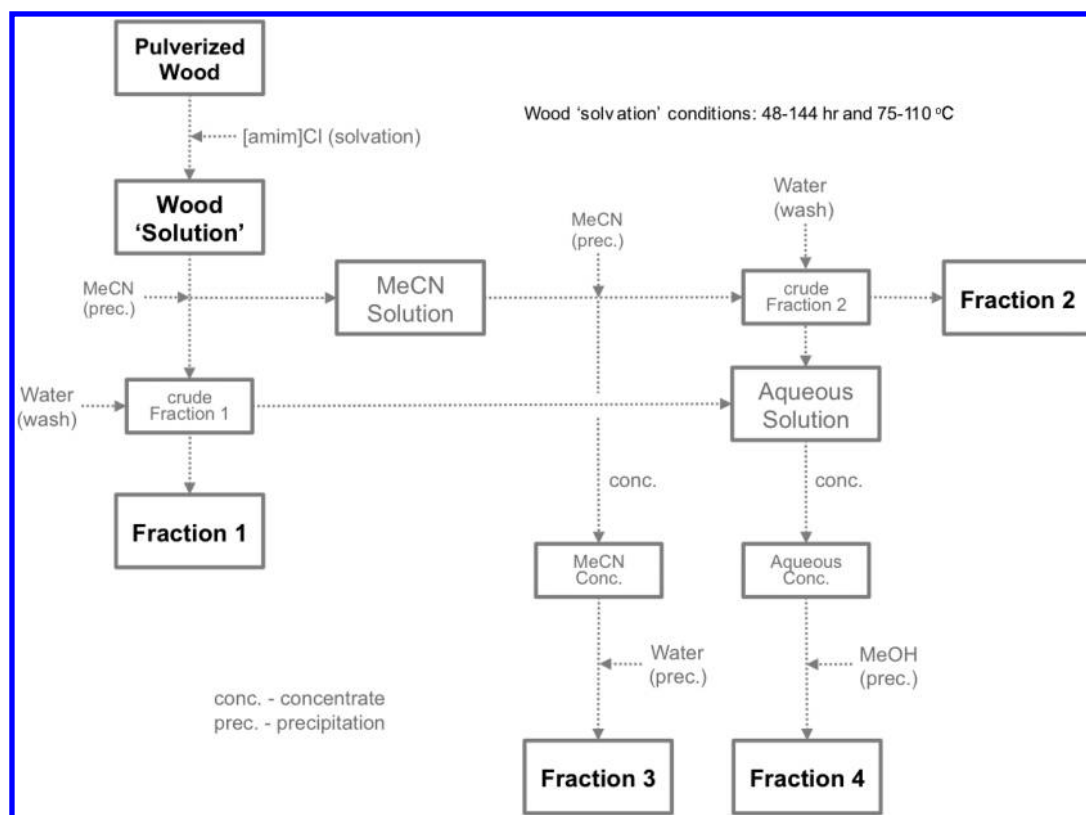 Pulverized
Wood
Wood ‘solvation’ conditions: 48-144 hr and 75-110 ºC
[amim]Cl (solvation)
Wood
‘Solution’
Water
(wash)
MeCN
(prec.)
MeCN
(prec.)
MeCN
Solution
crude
Fraction 2
Fraction 2
Water
(wash)
crude
Fraction 1
Aqueous
Solution
conc.
conc.
Fraction 1
MeCN
Conc.
Aqueous
Conc.
Water
(prec.)
MeOH
(prec.)
conc. - concentrate
prec. - precipitation
Fraction 3
Fraction 4